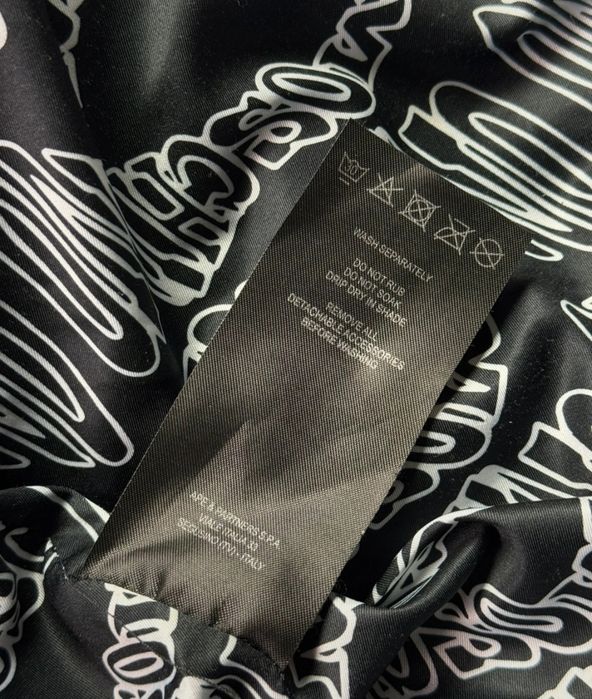 30
WASH SEPARATELY
DO NOT RUB
DO NOT SOAK
DRIP DRY IN SHADE
REMOVE ALL
DETACHABLE ACCESSORIES
BEFORE WASHING
APE & PARTNERS S.P.A.
VIALE ITALIA 33
SEGUSINO (TV), ITALY